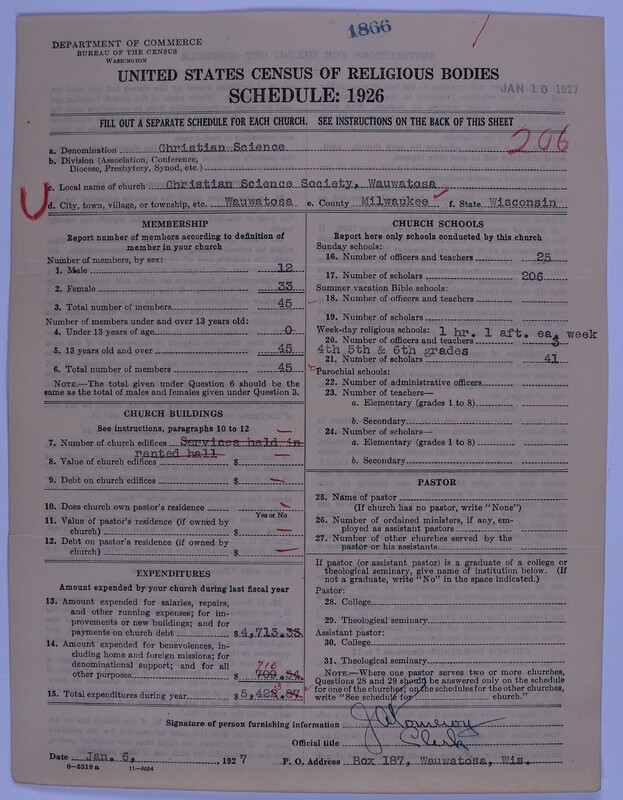 1866
DEPARTMENT OF COMMERCE
BUREAU OF THE CENSUS
WASHINGTON
UNITED STATES CENSUS OF RELIGIOUS BODIES
SCHEDULE: 1926
JAN 10 1927
FILL OUT A SEPARATE SCHEDULE FOR EACH CHURCH. SEE INSTRUCTIONS ON THE BACK OF THIS SHEET
206
a. Denomination Christian Science
b. Division (Association, Conference, Diocese, Presbytery, Synod, etc.)
c. Local name of church Christian Science Society, Wauwatosa
d. City, town, village, or township, etc. Wauwatosa e. County Milwaukee f. State Wisconsin
MEMBERSHIP
Report number of members according to definition of
member in your church
Number of members, by sex:
1. Male 12
2. Female 33
3. Total number of members 45
Number of members under and over 13 years old:
4. Under 13 years of age 0
5. 13 years old and over 45
6. Total number of members 45
NOTE.—The total given under Question 6 should be
same as the total of males and females given under Question 3.
CHURCH BUILDINGS
See instructions, paragraphs 10 to 12
7. Number of church edifices Services held in
rented hall
8. Value of church edifices $
9. Debt on church edifices $
10. Does church own pastor's residence
Yes or No
11. Value of pastor's residence (if owned by
church) $
12. Debt on pastor's residence (if owned by
church) $
EXPENDITURES
Amount expended by your church during last fiscal year
13. Amount expended for salaries, repairs,
and other running expenses; for im-
provements or new buildings; and for
payments on church debt $4,713.33
14. Amount expended for benevolences,
including home and foreign missions; for
denominational support; and for all
other purposes $ 709.54
710
15. Total expenditures during year $5,422.87
3
CHURCH SCHOOLS
Report here only schools conducted by this church
Sunday schools:
16. Number of officers and teachers 25
17. Number of scholars 206
Summer vacation Bible schools:
18. Number of officers and teachers
19. Number of scholars
Week-day religious schools: 1 hr. 1 aft. ea. week
20. Number of officers and teachers 3
4th 5th & 6th grades
21. Number of scholars 41
Parochial schools:
22. Number of administrative officers
23. Number of teachers—
a. Elementary (grades 1 to 8)
b. Secondary
24. Number of scholars—
a. Elementary (grades 1 to 8)
b. Secondary
PASTOR
25. Name of pastor
(If church has no pastor, write "None")
26. Number of ordained ministers, if any, em-
ployed as assistant pastors
27. Number of other churches served by the
pastor or his assistants
If pastor (or assistant pastor) is a graduate of a college or
theological seminary, give name of institution below. (If
not a graduate, write "No" in the space indicated.)
Pastor:
28. College
29. Theological seminary
Assistant pastor:
30. College
31. Theological seminary
NOTE.—Where one pastor serves two or more churches,
Questions 28 and 29 should be answered only on the schedule
for one of the churches; on the schedules for the other churches,
write "See schedule for church."
Signature of person furnishing information J A Pomeroy
Official title Clerk
Date Jan. 6, 1927 P. O. Address Box 187, Wauwatosa, Wis.
8-5318a 11-9034